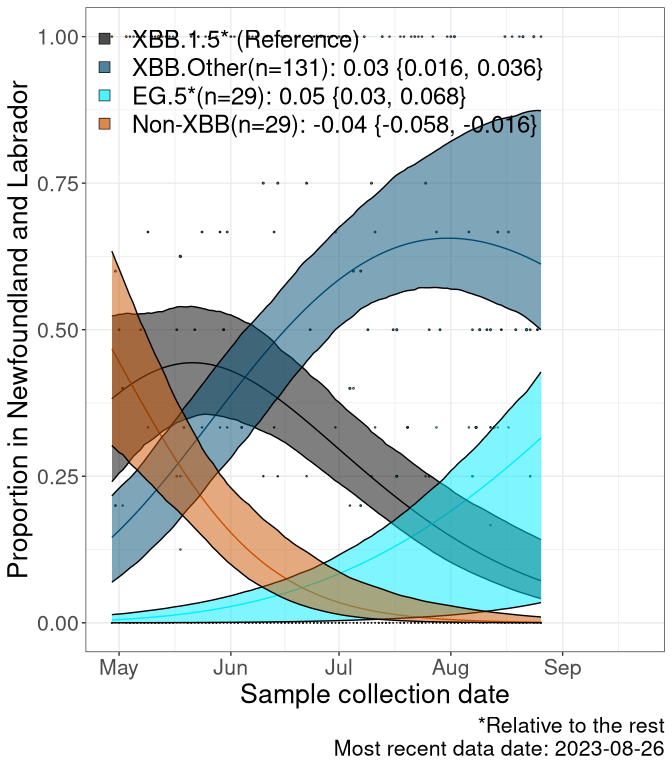 XBB.1.5* (Reference)
XBB.Other(n=131): 0.03 {0.016, 0.036}
EG.5*(n=29): 0.05 {0.03, 0.068}
Non-XBB(n=29): -0.04 {-0.058, -0.016}
Proportion in Newfoundland and Labrador
1.00
0.75
0.50
0.25
0.00
May Jun Jul Aug Sep
Sample collection date
*Relative to the rest
Most recent data date: 2023-08-26